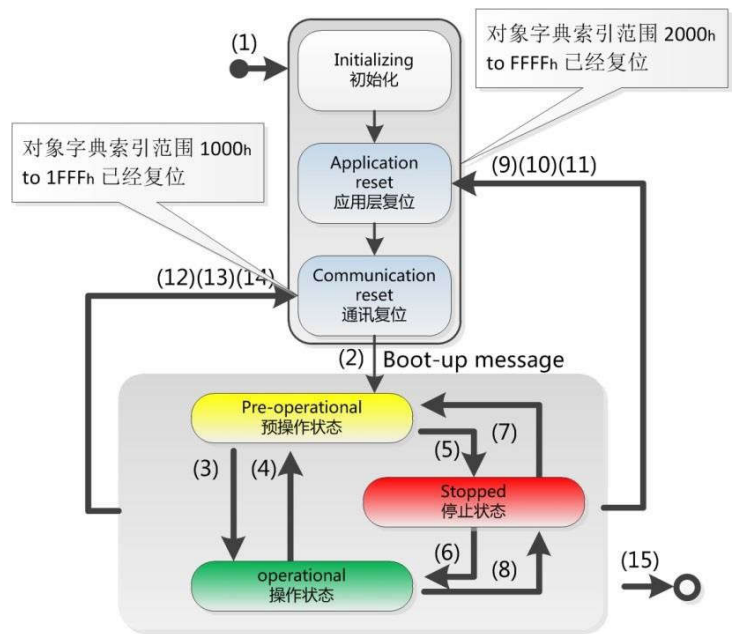 (1)
Initializing
初始化
对象字典索引范围 2000h
to FFFFh 已经复位
对象字典索引范围 1000h
to 1FFFh 已经复位
Application
reset
应用层复位
(9)(10)(11)
(12)(13)(14)
Communication
reset
通讯复位
(2) Boot-up message
Pre-operational
预操作状态
(3)
(4)
(5)
(7)
Stopped
停止状态
(6)
(8)
operational
操作状态
(15)